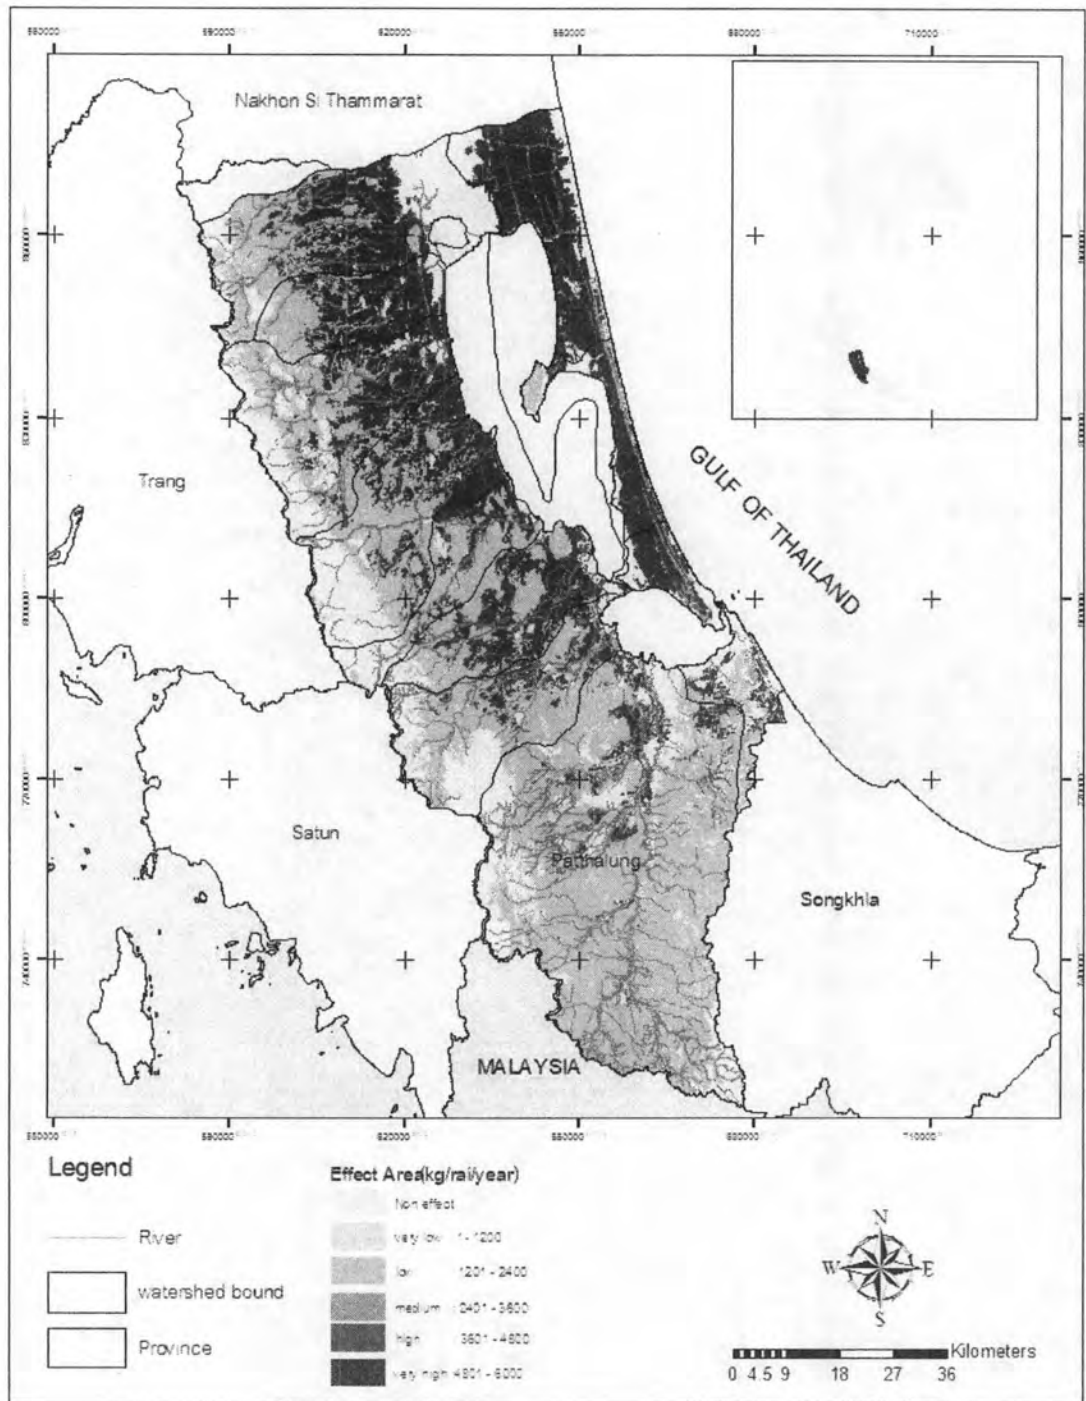 Nakhon Si Thammarat
Trang
GULF OF THAILAND
Satun
Patthalung
Songkhla
MALAYSIA
Legend
River
watershed bound
Province
Effect Area(kg/rai/year)
Non effect
very low : 1 - 1200
low 1201 - 2400
medium : 2401 - 3600
high 3601 - 4800
very high 4801 - 6000
N
W E
S
Kilometers
0 4.5 9 18 27 36